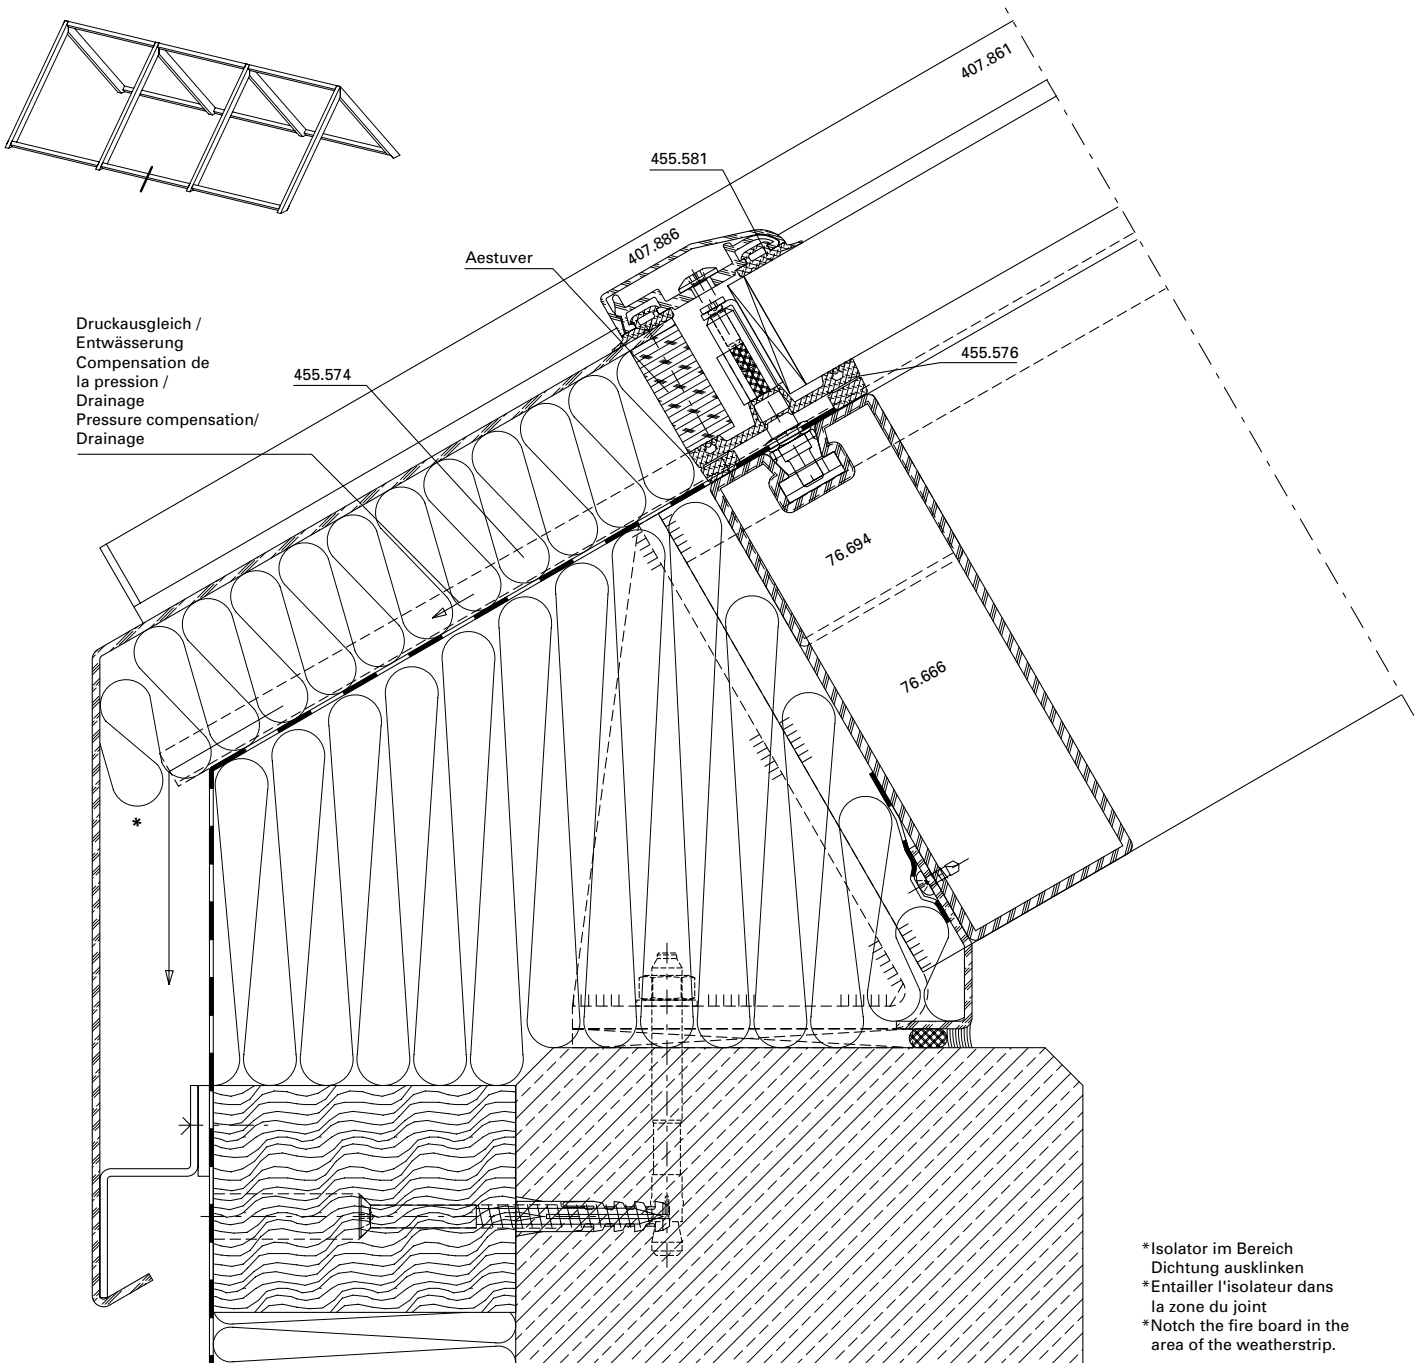 407.861
455.581
407.886
Aestuver
Druckausgleich /
Entwässerung
Compensation de
la pression /
Drainage
Pressure compensation/
Drainage
455.574
455.576
76.694
76.666
*
*Isolator im Bereich
Dichtung ausklinken
*Entailler l'isolateur dans
la zone du joint
*Notch the fire board in the
area of the weatherstrip.